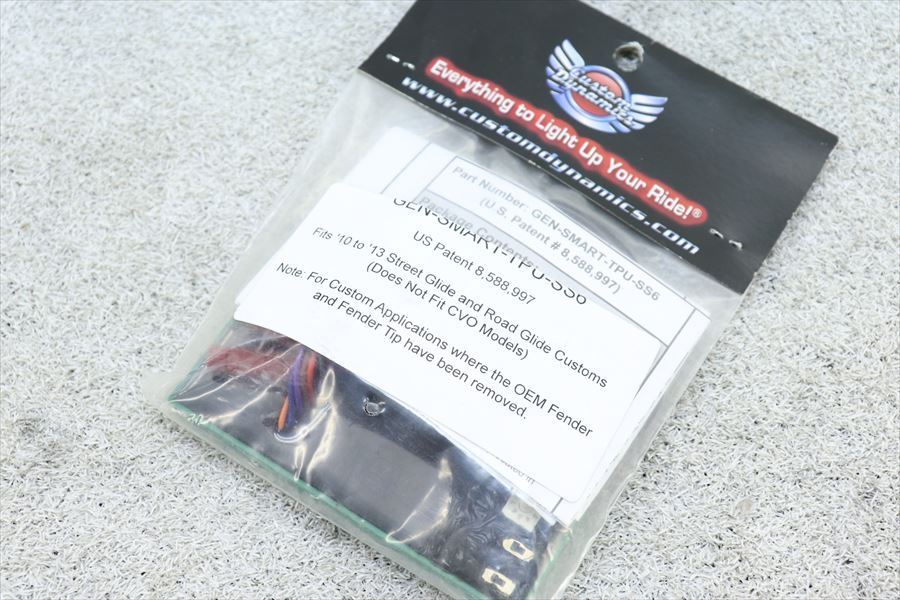 Custom
Dynamics
Everything to Light Up Your Ride!®
www.customdynamics.com
Part Number: GEN-SMART-TPU-SS6
(U.S. Patent # 8,588,997)
Package Contents
GEN-SMART-TPU-SS6
US Patent 8,588,997
Fits '10 to '13 Street Glide and Road Glide Customs
(Does Not Fit CVO Models)
Note: For Custom Applications where the OEM Fender
and Fender Tip have been removed.